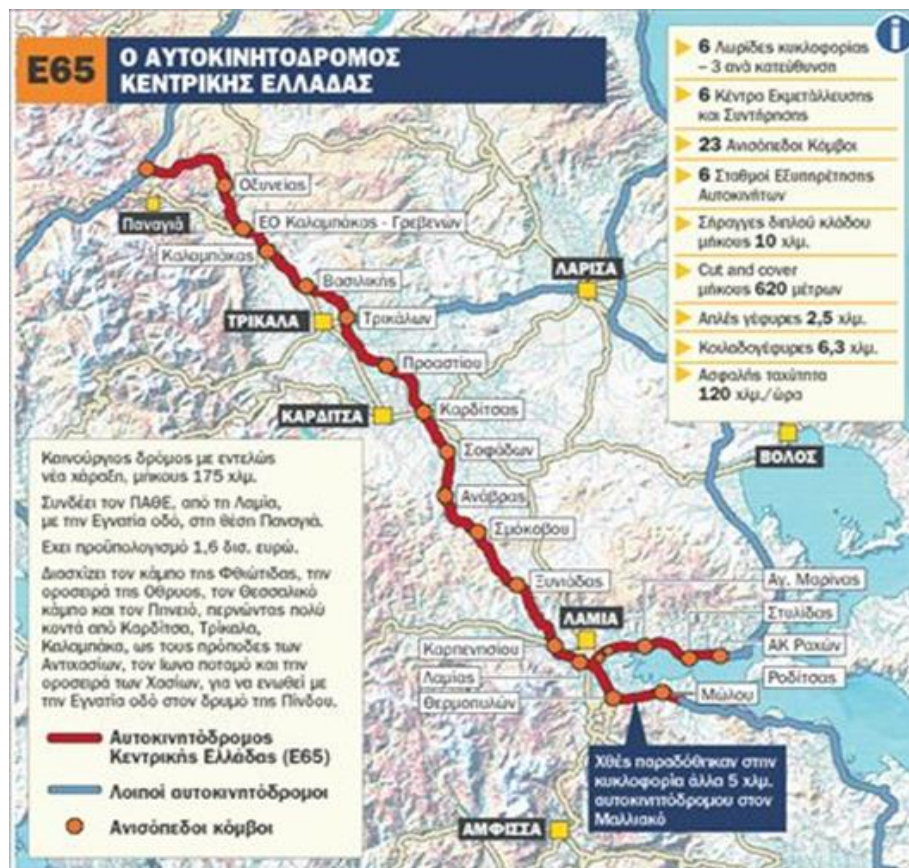 E65
Ο ΑΥΤΟΚΙΝΗΤΟΔΡΟΜΟΣ
ΚΕΝΤΡΙΚΗΣ ΕΛΛΑΔΑΣ
i
6 Λωρίδες κυκλοφορίας
– 3 ανά κατεύθυνση
6 Κέντρα Εκμετάλλευσης
και Συντήρησης
23 Ανισόπεδοι Κόμβοι
6 Σταθμοί Εξυπηρέτησης
Αυτοκινήτων
Σήραγγες διπλού κλάδου
μήκους 10 χλμ.
Cut and cover
μήκους 620 μέτρων
Απλές γέφυρες 2,5 χλμ.
Κοιλαδογέφυρες 6,3 χλμ.
Ασφαλής ταχύτητα
120 χλμ./ώρα
Οξυνείας
Παναγιά
ΕΟ Καλαμπάκας - Γρεβενών
Καλαμπάκας
Βασιλικής
ΛΑΡΙΣΑ
ΤΡΙΚΑΛΑ
Τρικάλων
Προαστίου
ΚΑΡΔΙΤΣΑ
Καρδίτσας
Σοφάδων
ΒΟΛΟΣ
Ανάβρας
Σμόκοβου
Ξυνιάδας
Αγ. Μαρίνας
ΛΑΜΙΑ
Στυλίδας
Καρπενησίου
ΑΚ Ραχών
Λαμίας
Ροδίτσας
Θερμοπυλών
Μώλου
Καινούργιος δρόμος με εντελώς
νέα χάραξη, μήκους 175 χλμ.
Συνδέει τον ΠΑΘΕ, από τη Λαμία,
με την Εγνατία οδό, στη θέση Παναγιά.
Εχει προϋπολογισμό 1,6 δισ. ευρώ.
Διασχίζει τον κάμπο της Φθιώτιδας, την
οροσειρά της Οθρυος, τον Θεσσαλικό
κάμπο και τον Πηνειό, περνώντας πολύ
κοντά από Καρδίτσα, Τρίκαλα,
Καλαμπάκα, ως τους πρόποδες των
Αντιχασίων, τον Ιωνα ποταμό και την
οροσειρά των Χασίων, για να ενωθεί με
την Εγνατία οδό στον δρυμό της Πίνδου.
Αυτοκινητόδρομος
Κεντρικής Ελλάδας (Ε65)
Λοιποί αυτοκινητόδρομοι
Ανισόπεδοι κόμβοι
Χθες παραδόθηκαν στην
κυκλοφορία άλλα 5 χλμ.
αυτοκινητόδρομου στον
Μαλλιακό
ΑΜΦΙΣΣΑ